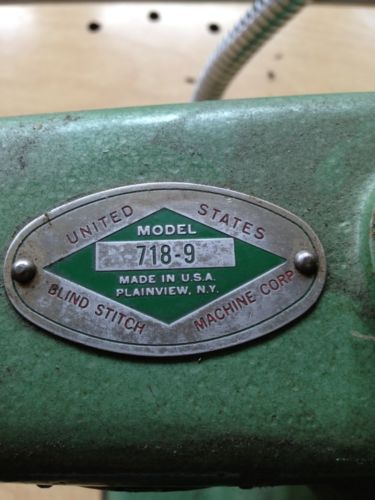 UNITED STATES
MODEL
718-9
MADE IN U.S.A.
PLAINVIEW, N.Y.
BLIND STITCH MACHINE CORP.